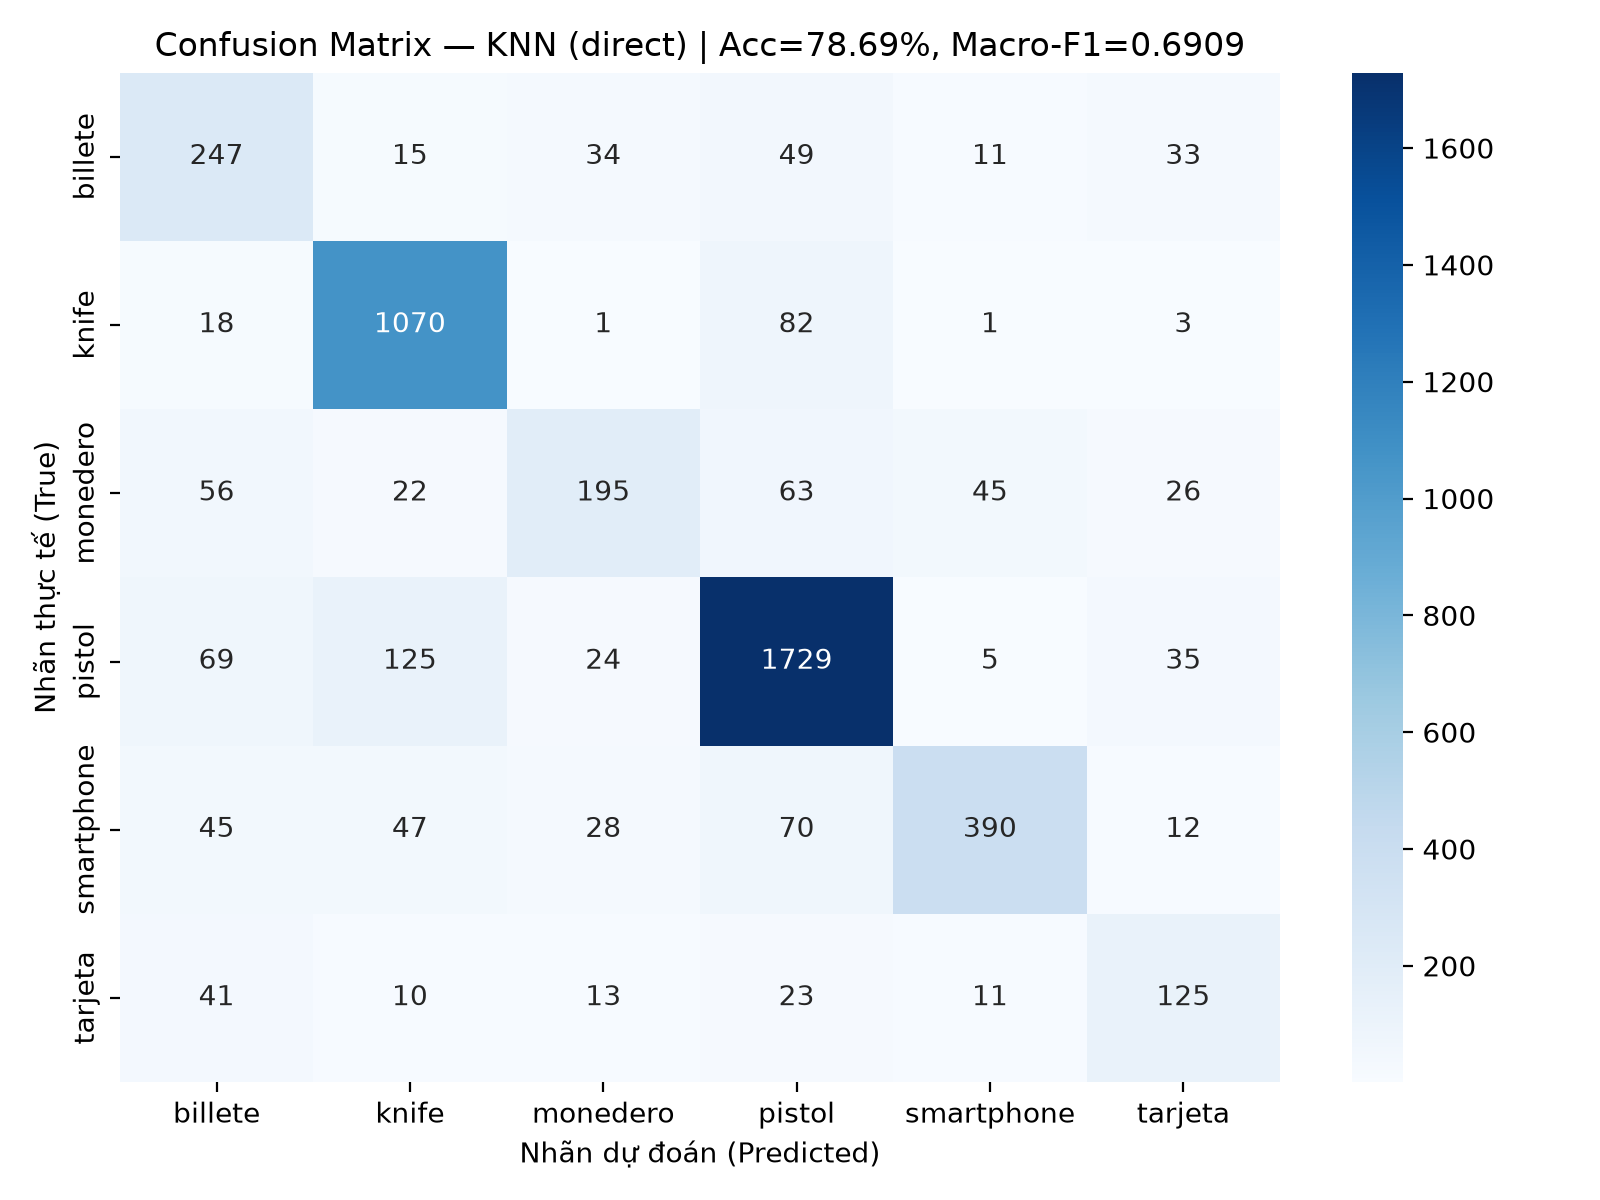 Confusion Matrix — KNN (direct) | Acc=78.69%, Macro-F1=0.6909
Nhãn thực tế (True)
billete 247 15 34 49 11 33
knife 18 1070 1 82 1 3
monedero 56 22 195 63 45 26
pistol 69 125 24 1729 5 35
smartphone 45 47 28 70 390 12
tarjeta 41 10 13 23 11 125
billete knife monedero pistol smartphone tarjeta
Nhãn dự đoán (Predicted)
1600
1400
1200
1000
800
600
400
200